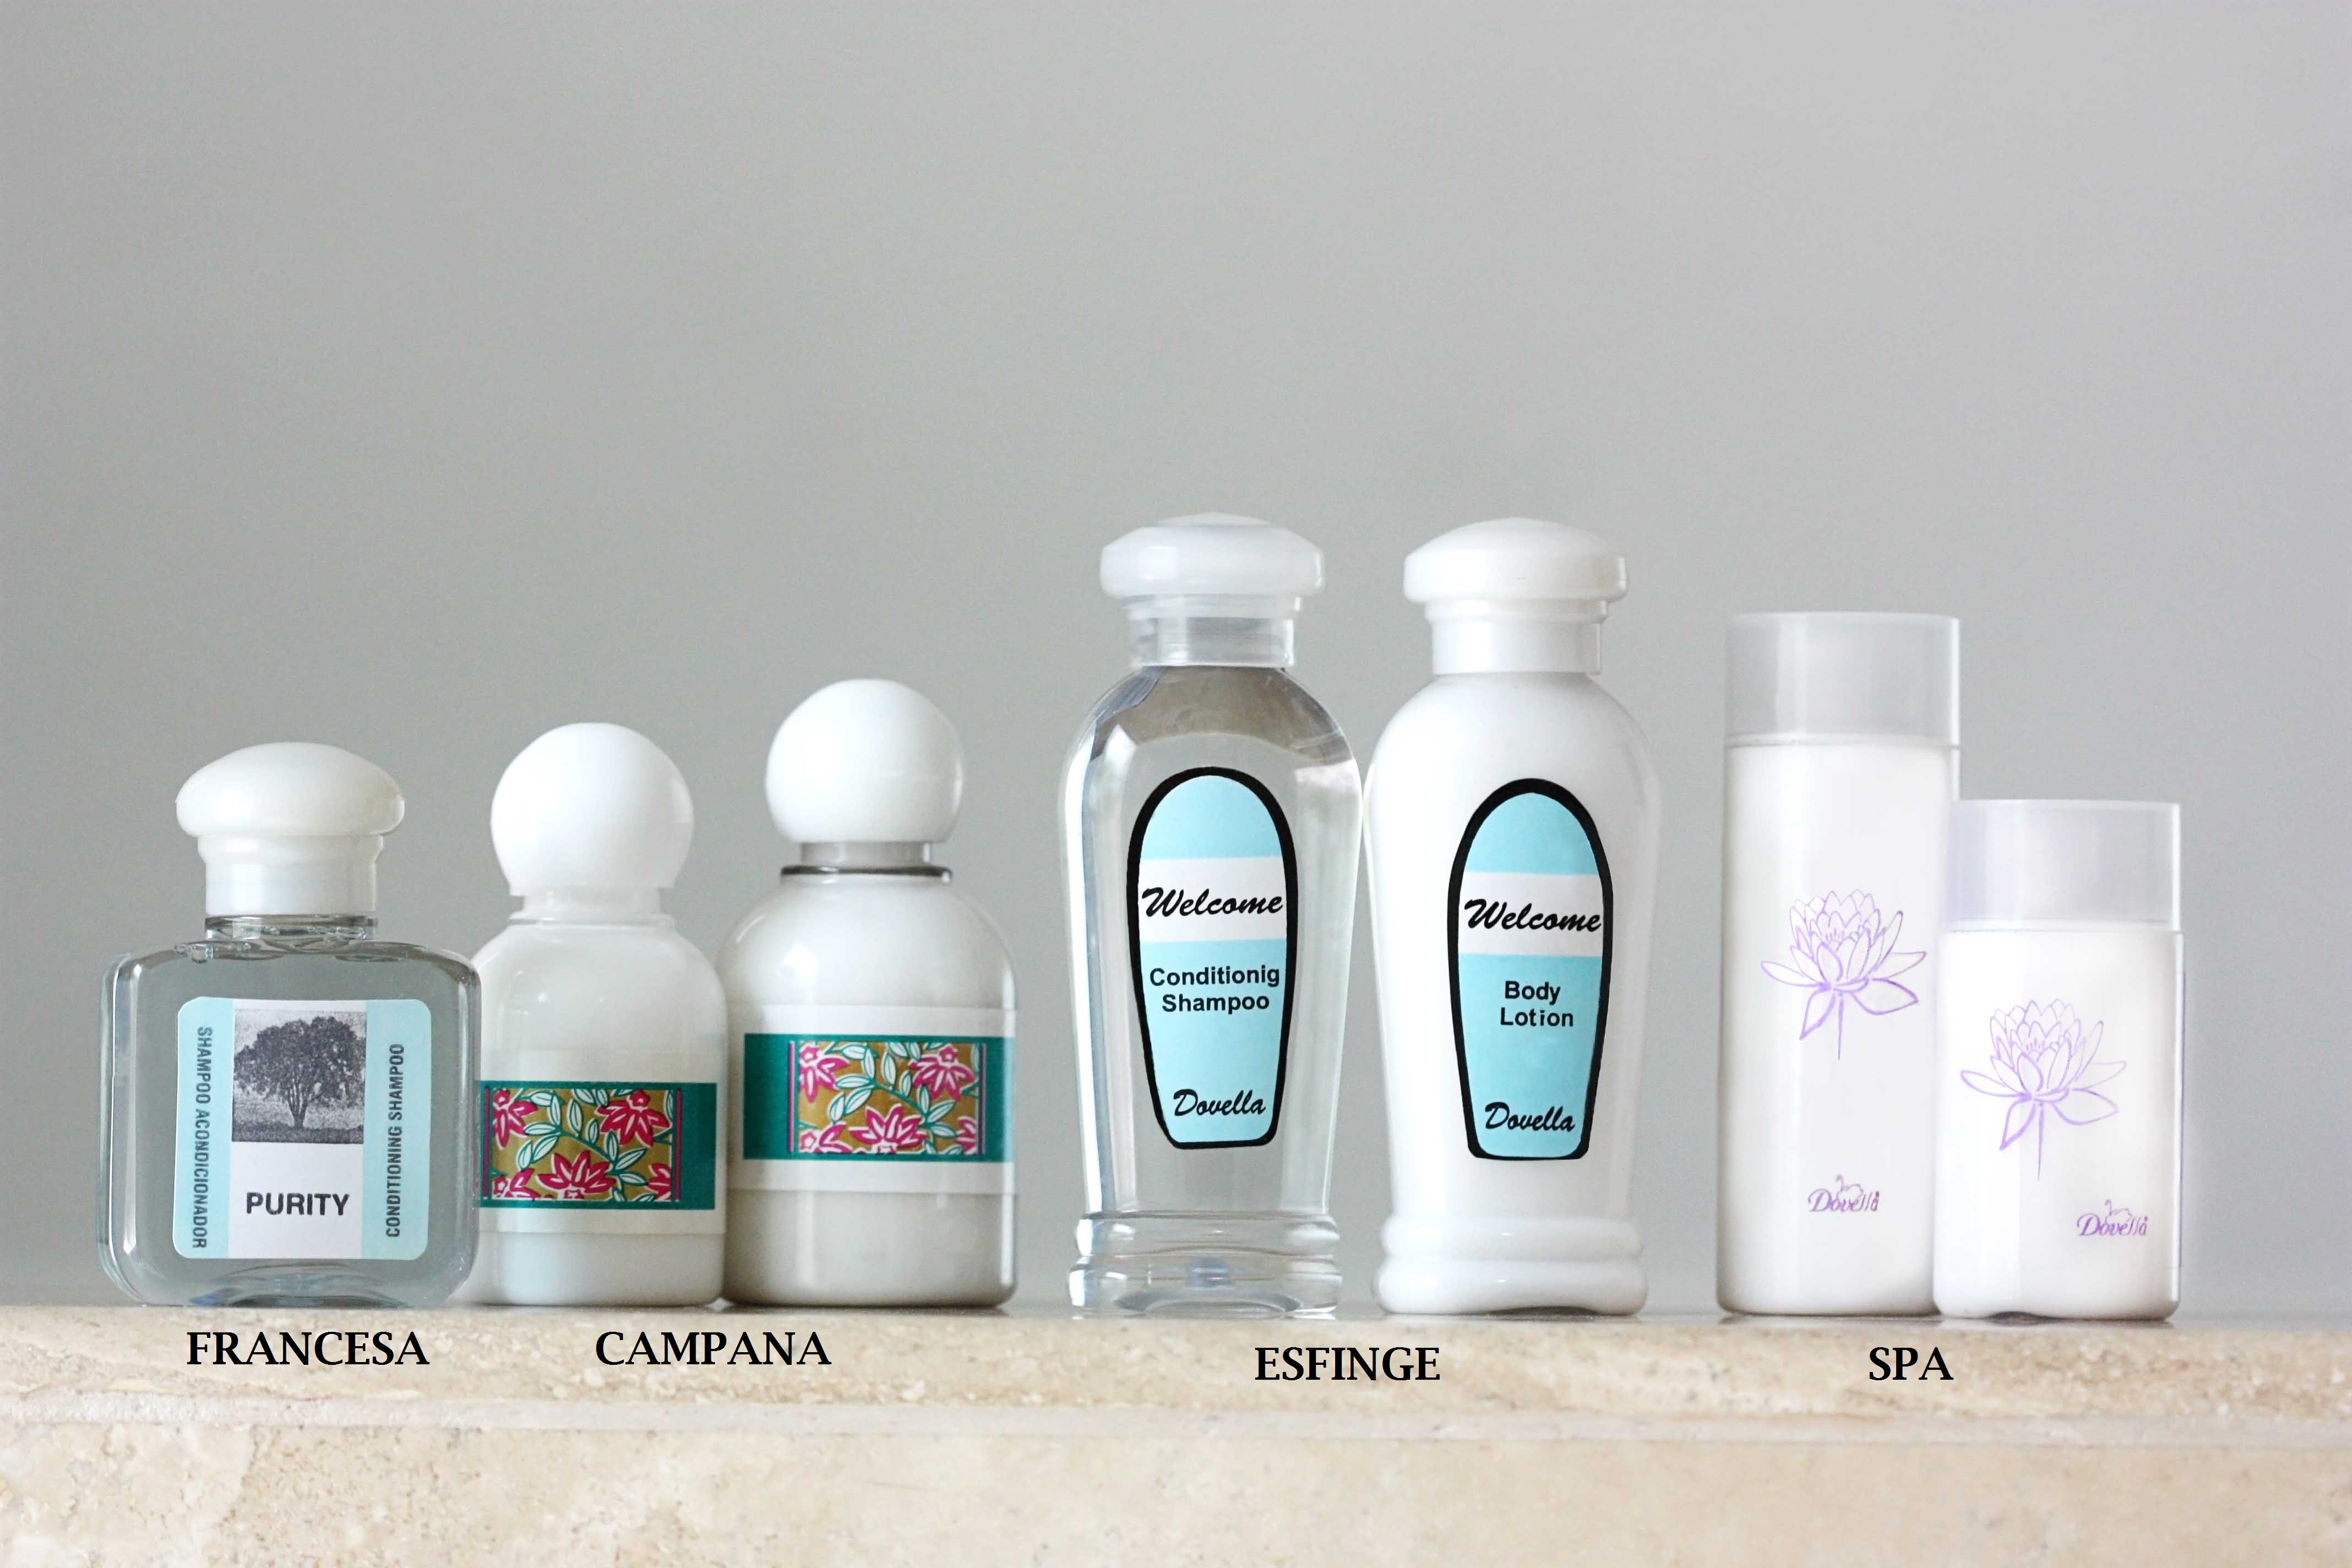 SHAMPOO ACONDICIONADOR
PURITY
CONDITIONING SHAMPOO
Welcome
Conditionig
Shampoo
Dovella
Welcome
Body
Lotion
Dovella
Dovella
Dovella
FRANCESA
CAMPANA
ESFINGE
SPA